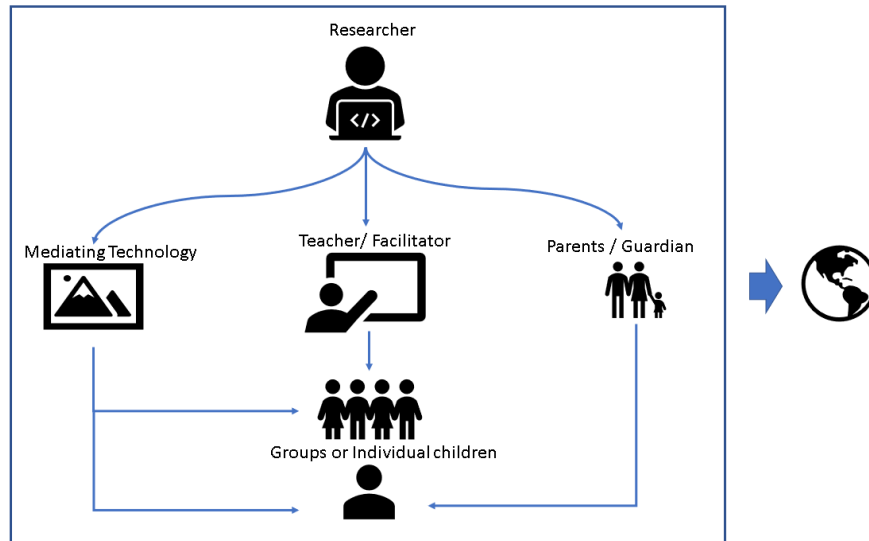 Researcher
</>
Mediating Technology
Teacher/ Facilitator
Parents / Guardian
Groups or Individual children